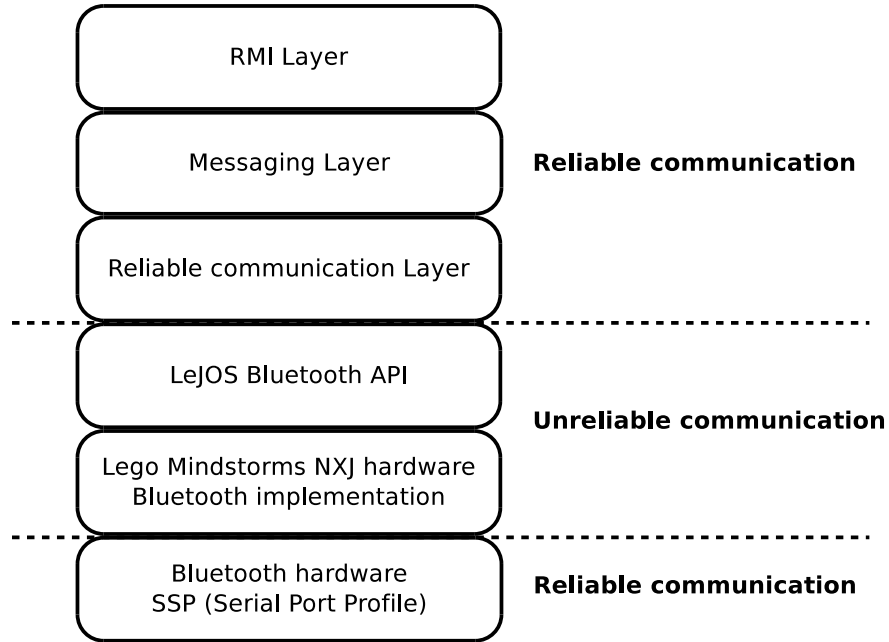 RMI Layer
Messaging Layer
Reliable communication
Reliable communication Layer
LeJOS Bluetooth API
Unreliable communication
Lego Mindstorms NXJ hardware
Bluetooth implementation
Bluetooth hardware
SSP (Serial Port Profile)
Reliable communication